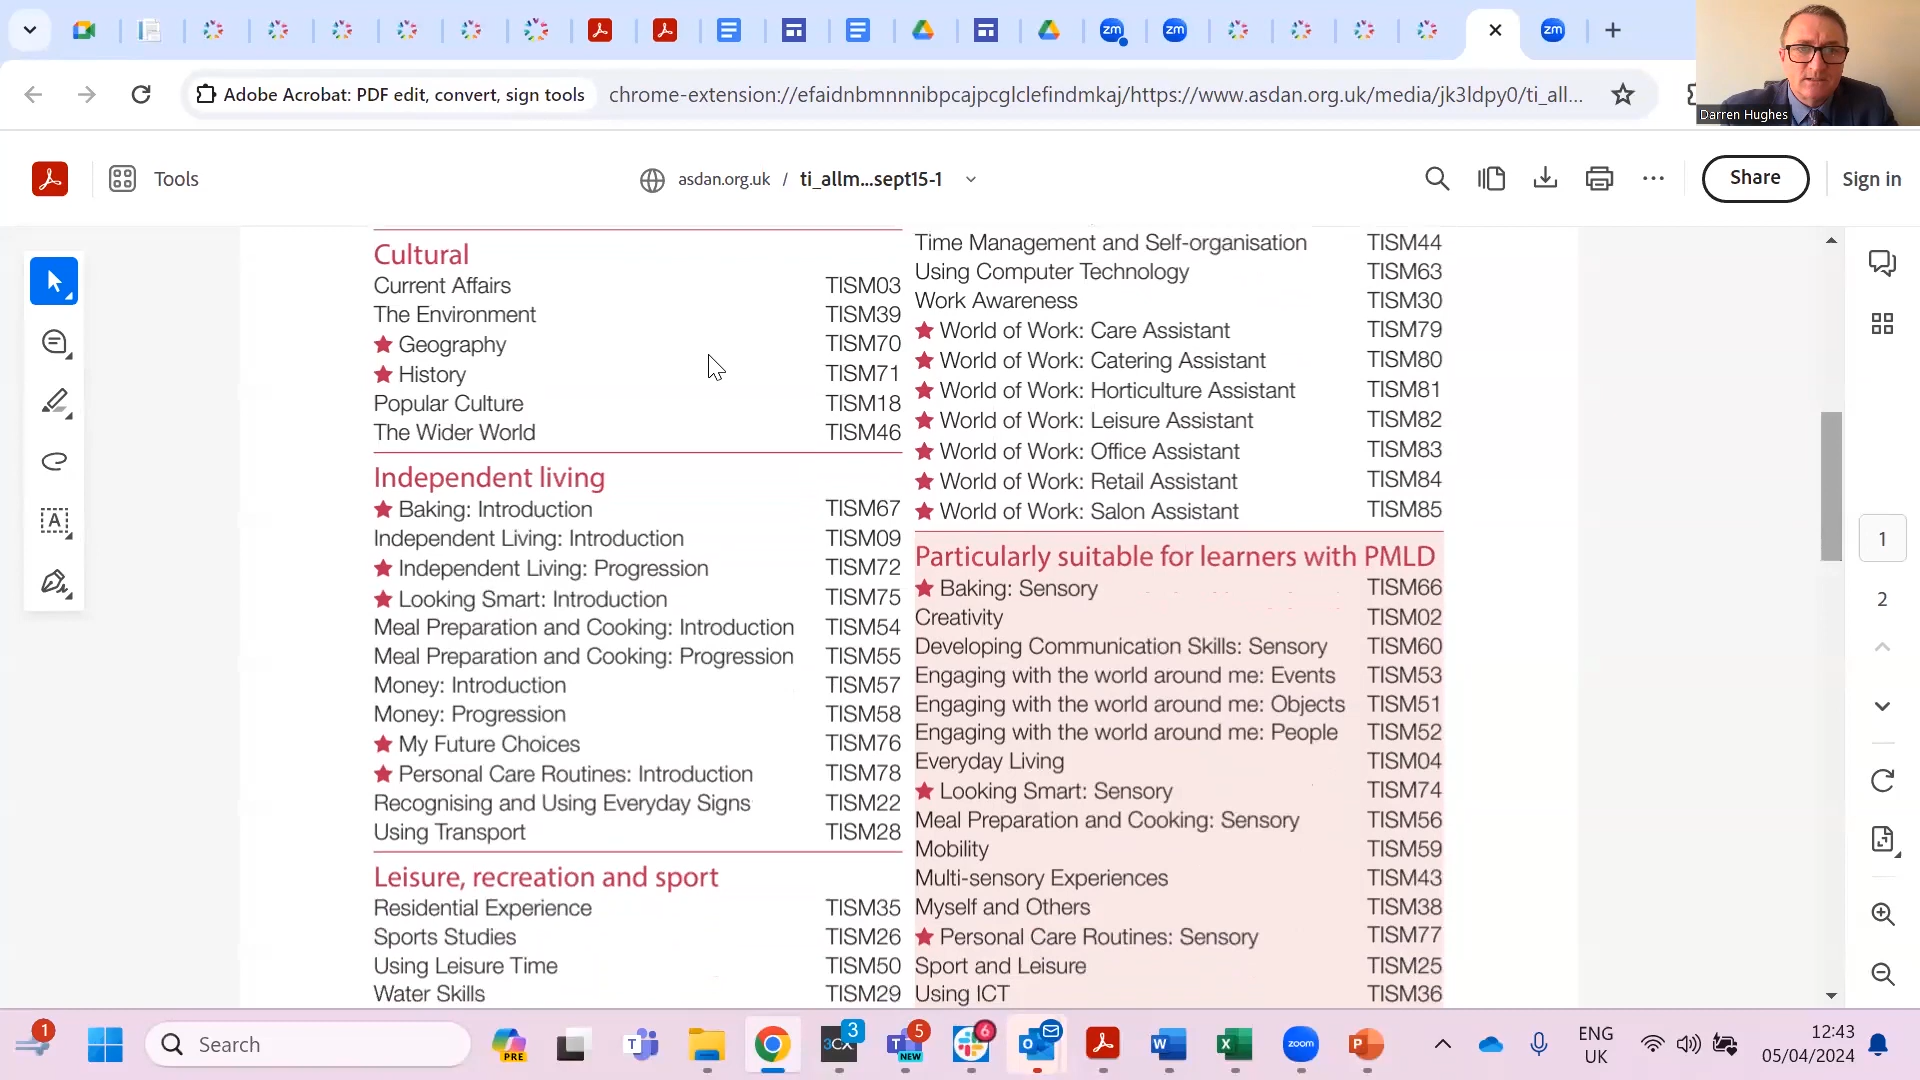 zm
zm
zm
Adobe Acrobat: PDF edit, convert, sign tools
chrome-extension://efaidnbmnnnibpcajpcglclefindmkaj/https://www.asdan.org.uk/media/jk3ldpy0/ti_all...
Darren Hughes
Tools
asdan.org.uk / ti_allm...sept15-1
Share
Sign in
Cultural
Current Affairs TISM03
The Environment TISM39
Geography TISM70
History TISM71
Popular Culture TISM18
The Wider World TISM46
Independent living
Baking: Introduction TISM67
Independent Living: Introduction TISM09
Independent Living: Progression TISM72
Looking Smart: Introduction TISM75
Meal Preparation and Cooking: Introduction TISM54
Meal Preparation and Cooking: Progression TISM55
Money: Introduction TISM57
Money: Progression TISM58
My Future Choices TISM76
Personal Care Routines: Introduction TISM78
Recognising and Using Everyday Signs TISM22
Using Transport TISM28
Leisure, recreation and sport
Residential Experience TISM35
Sports Studies TISM26
Using Leisure Time TISM50
Water Skills TISM29
Time Management and Self-organisation TISM44
Using Computer Technology TISM63
Work Awareness TISM30
World of Work: Care Assistant TISM79
World of Work: Catering Assistant TISM80
World of Work: Horticulture Assistant TISM81
World of Work: Leisure Assistant TISM82
World of Work: Office Assistant TISM83
World of Work: Retail Assistant TISM84
World of Work: Salon Assistant TISM85
Particularly suitable for learners with PMLD
Baking: Sensory TISM66
Creativity TISM02
Developing Communication Skills: Sensory TISM60
Engaging with the world around me: Events TISM53
Engaging with the world around me: Objects TISM51
Engaging with the world around me: People TISM52
Everyday Living TISM04
Looking Smart: Sensory TISM74
Meal Preparation and Cooking: Sensory TISM56
Mobility TISM59
Multi-sensory Experiences TISM43
Myself and Others TISM38
Personal Care Routines: Sensory TISM77
Sport and Leisure TISM25
Using ICT TISM36
1
2
A
1
Search
PRE
T
3CX
3
T
5
NEW
6
O
W
X
zoom
P
ENG
UK
12:43
05/04/2024